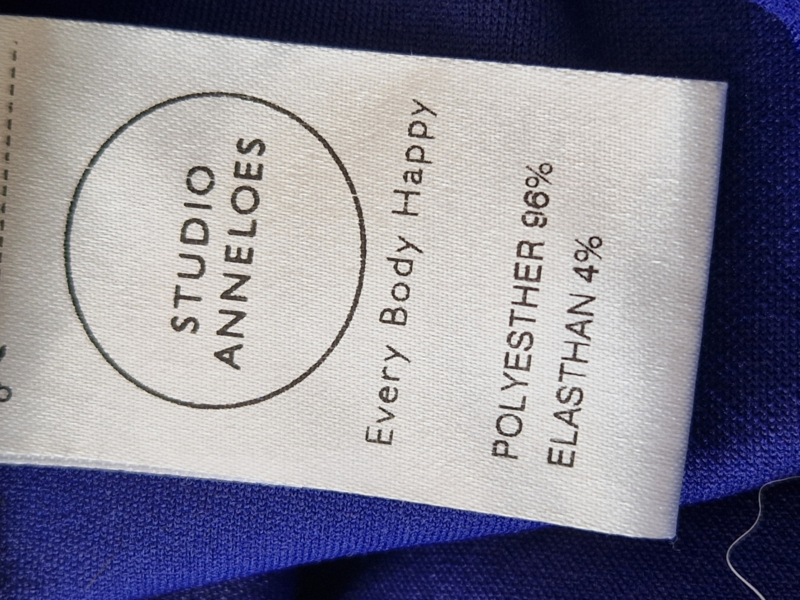 STUDIO
ANNELOES
Every Body Happy
POLYESTHER 96%
ELASTHAN 4%